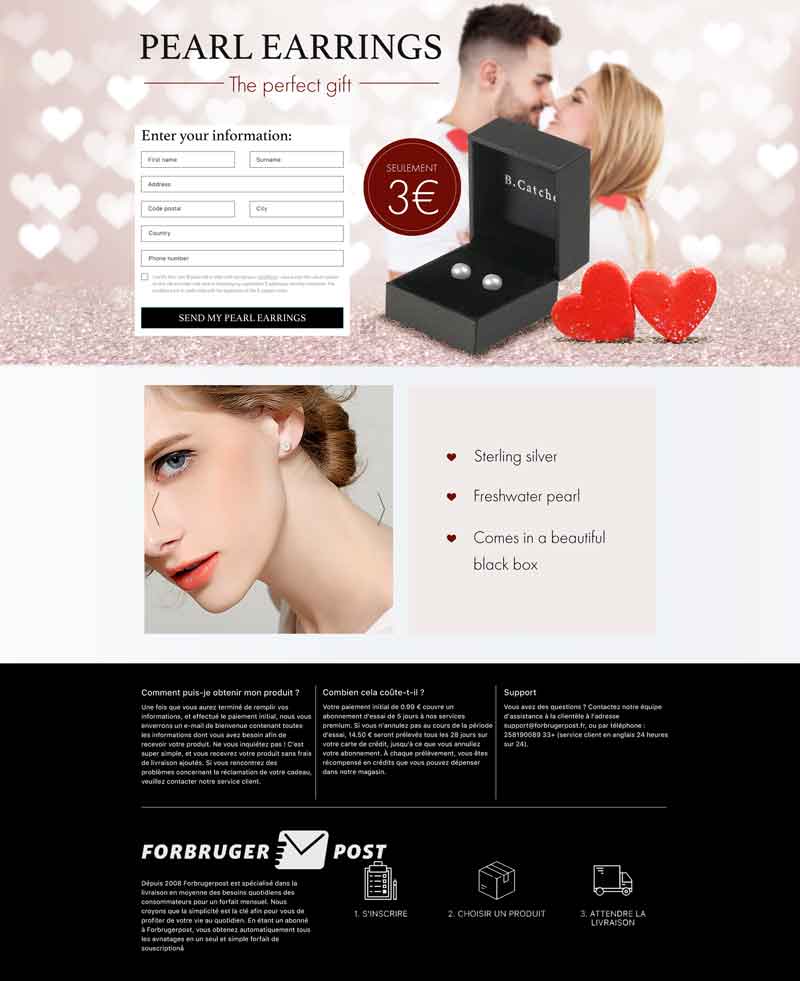 PEARL EARRINGS
The perfect gift
Enter your information:
First name
Surname
Address
Code postal
City
Country
Phone number
SEND MY PEARL EARRINGS
SEULEMENT
3€
B.Catche
Sterling silver
Freshwater pearl
Comes in a beautiful
black box
Comment puis-je obtenir mon produit ?
Une fois que vous aurez terminé de remplir vos
informations, et effectué le paiement initial, nous vous
enverrons un e-mail de bienvenue contenant toutes
les informations dont vous avez besoin afin de
recevoir votre produit. Ne vous inquiétez pas ! C'est
super simple, et vous recevrez votre produit sans frais
de livraison ajoutés. Si vous rencontrez des
problèmes concernant la réclamation de votre cadeau,
veuillez contacter notre service client.
Combien cela coûte-t-il ?
Votre paiement initial de 0.99 € couvre un
abonnement d'essai de 5 jours à nos services
premium. Si vous n'annulez pas au cours de la période
d'essai, 14.50 € seront prélevés tous les 28 jours sur
votre carte de crédit, jusqu'à ce que vous annuliez
votre abonnement. À chaque prélèvement, vous êtes
récompensé en crédits que vous pouvez dépenser
dans notre magasin.
Support
Vous avez des questions ? Contactez notre équipe
d'assistance à la clientèle à l'adresse
support@forbrugerpost.fr, ou par téléphone :
258190089 33+ (service client en anglais 24 heures
sur 24).
FORBRUGER POST
Dépuis 2008 Forbrugerpost est spécialisé dans la
livraison en moyenne des besoins quotidiens des
consommateurs pour un forfait mensuel. Nous
croyons que la simplicité est la clé afin pour vous de
profiter de votre vie au quotidien. En étant un abonné
à Forbrugerpost, vous obtenez automatiquement tous
les avnatages en un seul et simple forfait de
souscriptionâ
1. S'INSCRIRE
2. CHOISIR UN PRODUIT
3. ATTENDRE LA
LIVRAISON